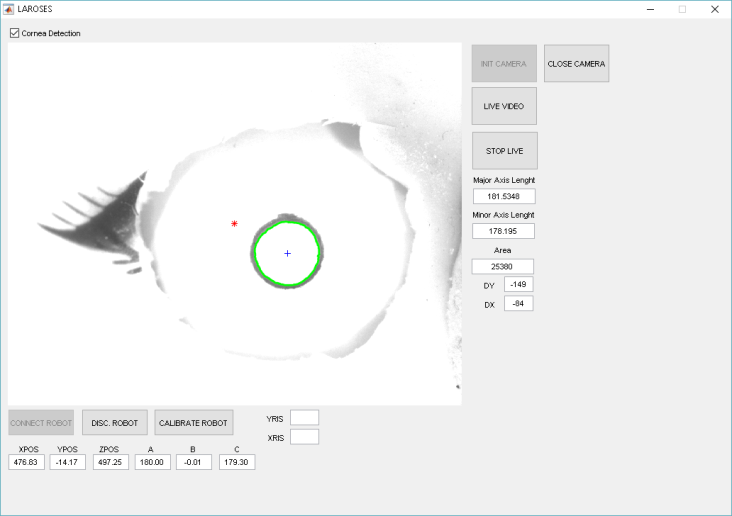 LAROSES
Cornea Detection
INIT CAMERA
CLOSE CAMERA
LIVE VIDEO
STOP LIVE
Major Axis Lenght
181.5348
Minor Axis Lenght
178.195
Area
25380
DY -149
DX -84
CONNECT ROBOT
DISC. ROBOT
CALIBRATE ROBOT
YRIS
XRIS
XPOS YPOS ZPOS A B C
476.83 -14.17 497.25 180.00 -0.01 179.30